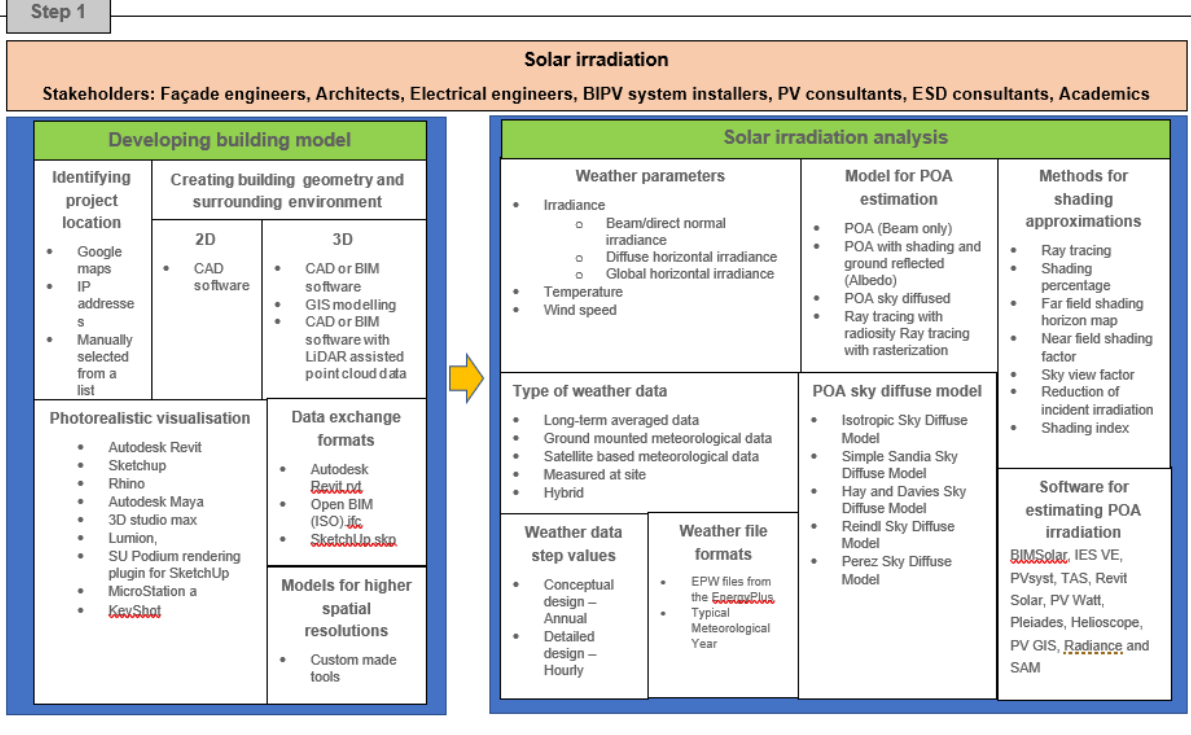 Step 1
Solar irradiation
Stakeholders: Façade engineers, Architects, Electrical engineers, BIPV system installers, PV consultants, ESD consultants, Academics
Developing building model
Identifying
project
location
• Google
maps
• IP
addresse
s
• Manually
selected
from a
list
Creating building geometry and
surrounding environment
2D
• CAD
software
3D
• CAD or BIM
software
• GIS modelling
• CAD or BIM
software with
LiDAR assisted
point cloud data
Photorealistic visualisation
• Autodesk Revit
• Sketchup
• Rhino
• Autodesk Maya
• 3D studio max
• Lumion,
• SU Podium rendering
plugin for SketchUp
• MicroStation a
• KeyShot
Data exchange
formats
• Autodesk
Revit.rvt
• Open BIM
(ISO).ifc
• SketchUp.skp
Models for higher
spatial
resolutions
• Custom made
tools
Solar irradiation analysis
Weather parameters
• Irradiance
o Beam/direct normal
irradiance
o Diffuse horizontal irradiance
o Global horizontal irradiance
• Temperature
• Wind speed
Model for POA
estimation
• POA (Beam only)
• POA with shading and
ground reflected
(Albedo)
• POA sky diffused
• Ray tracing with
radiosity Ray tracing
with rasterization
Methods for
shading
approximations
• Ray tracing
• Shading
percentage
• Far field shading
horizon map
• Near field shading
factor
• Sky view factor
• Reduction of
incident irradiation
• Shading index
Type of weather data
• Long-term averaged data
• Ground mounted meteorological data
• Satellite based meteorological data
• Measured at site
• Hybrid
POA sky diffuse model
• Isotropic Sky Diffuse
Model
• Simple Sandia Sky
Diffuse Model
• Hay and Davies Sky
Diffuse Model
• Reindl Sky Diffuse
Model
• Perez Sky Diffuse
Model
Weather data
step values
• Conceptual
design –
Annual
• Detailed
design –
Hourly
Weather file
formats
• EPW files from
the EnergyPlus
• Typical
Meteorological
Year
Software for
estimating POA
irradiation
BIMSolar, IES VE,
PVsyst, TAS, Revit
Solar, PV Watt,
Pleiades, Helioscope,
PV GIS, Radiance and
SAM